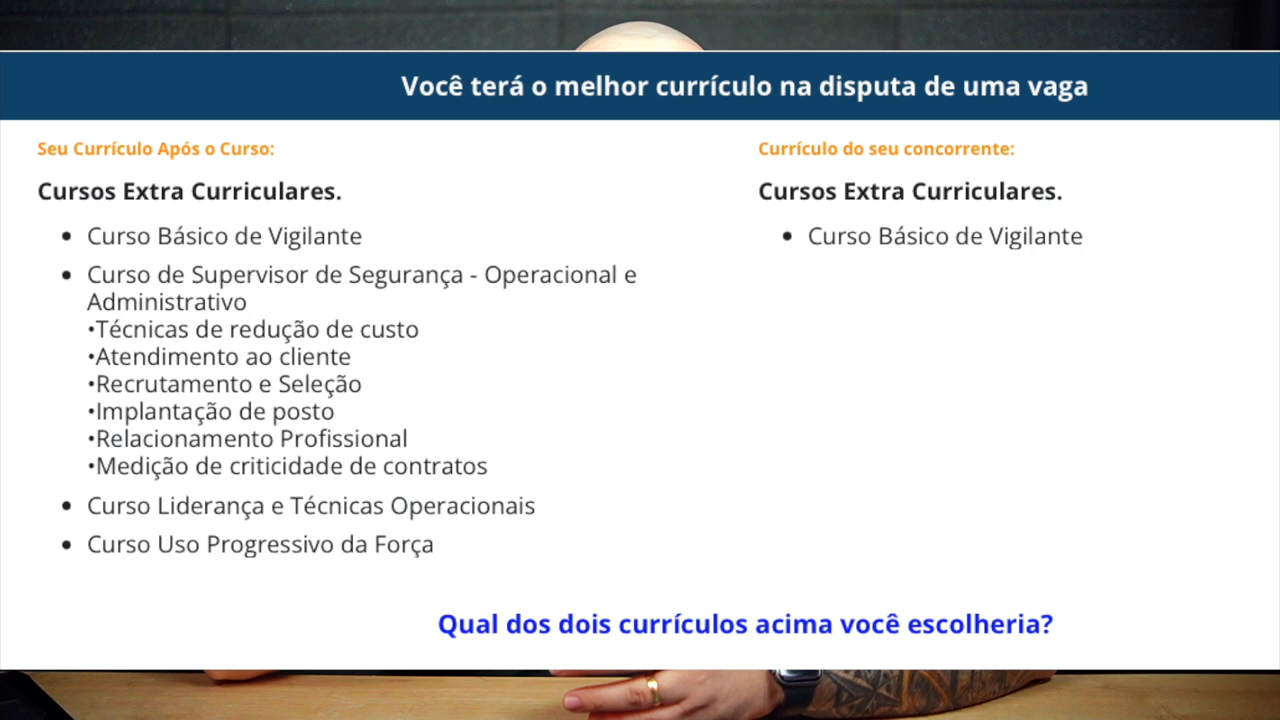 Você terá o melhor currículo na disputa de uma vaga
Seu Currículo Após o Curso:
Cursos Extra Curriculares.
• Curso Básico de Vigilante
• Curso de Supervisor de Segurança - Operacional e
Administrativo
•Técnicas de redução de custo
•Atendimento ao cliente
•Recrutamento e Seleção
•Implantação de posto
•Relacionamento Profissional
•Medição de criticidade de contratos
• Curso Liderança e Técnicas Operacionais
• Curso Uso Progressivo da Força
Currículo do seu concorrente:
Cursos Extra Curriculares.
• Curso Básico de Vigilante
Qual dos dois currículos acima você escolheria?